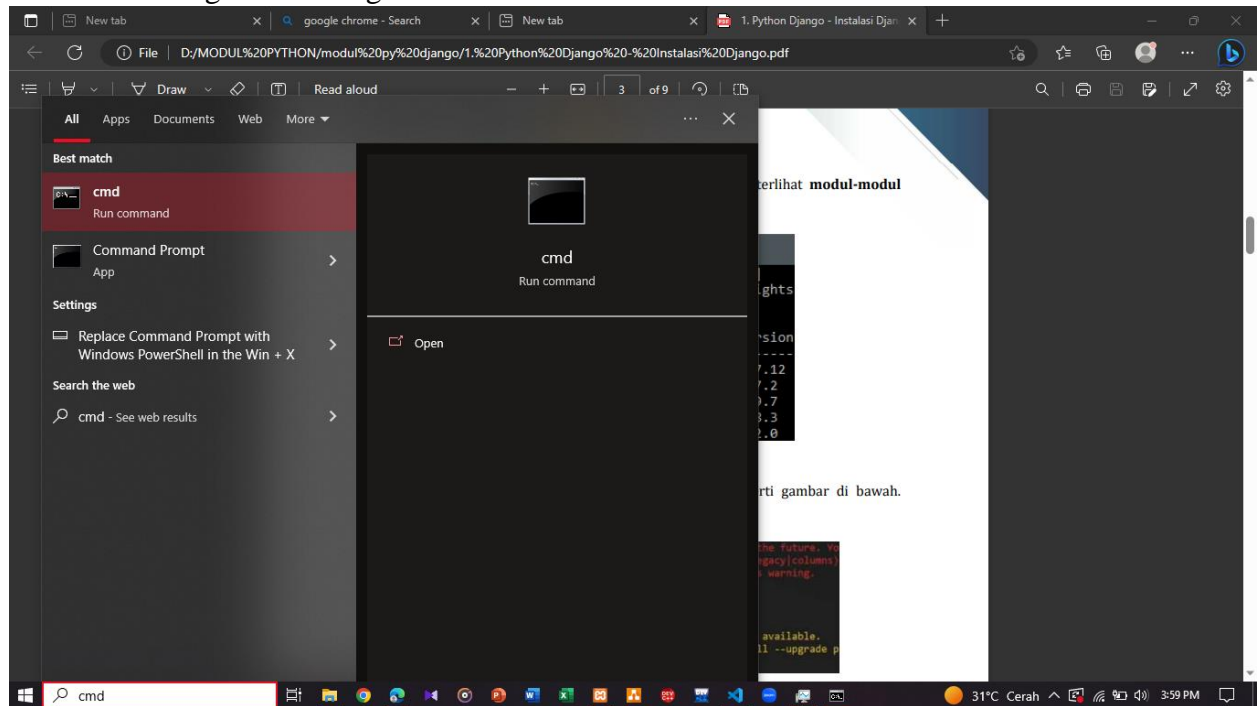 New tab
google chrome - Search
New tab
1. Python Django - Instalasi Djan
File
D:/MODUL%20PYTHON/modul%20py%20django/1.%20Python%20Django%20-%20Instalasi%20Django.pdf
Draw
Read aloud
3 of 9
All Apps Documents Web More
Best match
cmd
Run command
Command Prompt
App
Settings
Replace Command Prompt with
Windows PowerShell in the Win + X
Search the web
cmd - See web results
cmd
Run command
Open
terlihat modul-modul
ghts
rsion
-----
7.12
7.2
9.7
3.3
2.0
rti gambar di bawah.
the future. Yo
egacy|columns)
s warning.
available.
ll --upgrade p
cmd
31°C Cerah
3:59 PM